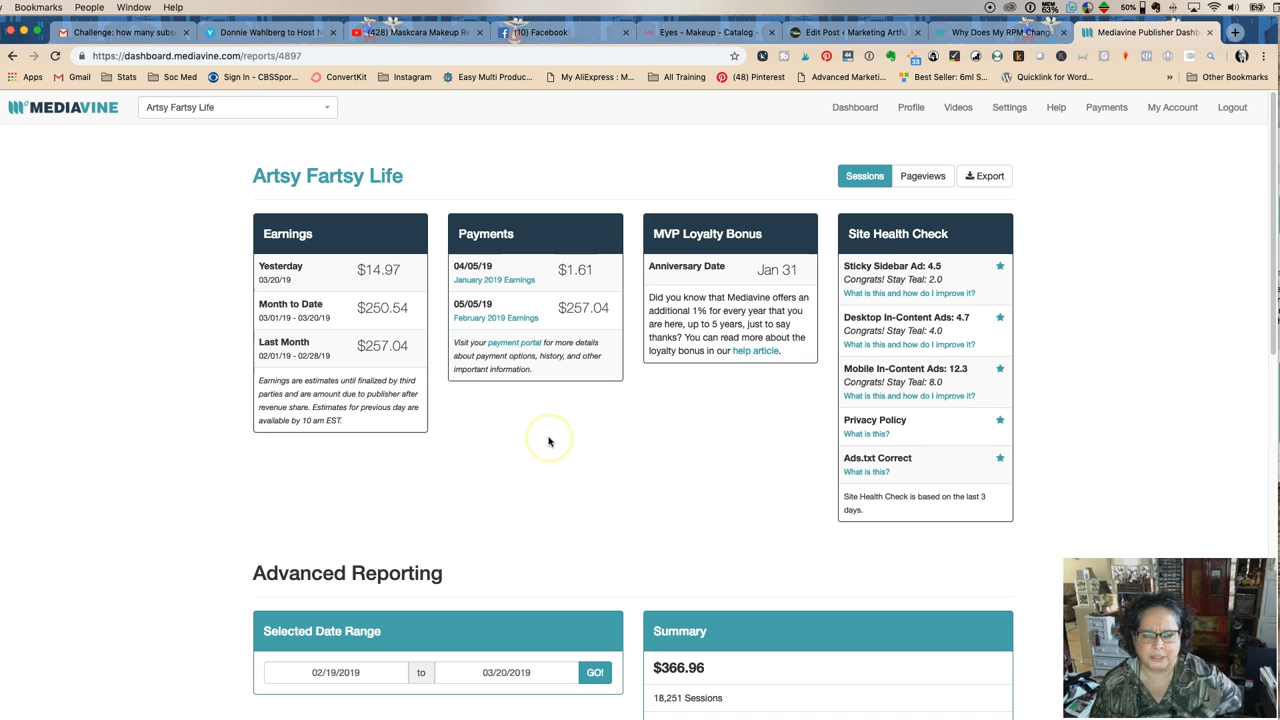 Bookmarks People Window Help
MEM 63% 50%
Challenge: how many subsc
Donnie Wahlberg to Host N
(428) Maskcara Makeup Re
(10) Facebook
Eyes - Makeup - Catalog -
Edit Post ‹ Marketing Artfu
Why Does My RPM Change
Mediavine Publisher Dashb
https://dashboard.mediavine.com/reports/4897
33
Apps Gmail Stats Soc Med Sign In - CBSSpor... ConvertKit Instagram Easy Multi Produc... My AliExpress : M... All Training (48) Pinterest Advanced Marketi... Best Seller: 6ml S... Quicklink for Word... » Other Bookmarks
MEDIAVINE
Artsy Fartsy Life
Dashboard Profile Videos Settings Help Payments My Account Logout
Artsy Fartsy Life
Sessions Pageviews Export
Earnings
Yesterday $14.97
03/20/19
Month to Date $250.54
03/01/19 - 03/20/19
Last Month $257.04
02/01/19 - 02/28/19
Earnings are estimates until finalized by third
parties and are amount due to publisher after
revenue share. Estimates for previous day are
available by 10 am EST.
Payments
04/05/19 $1.61
January 2019 Earnings
05/05/19 $257.04
February 2019 Earnings
Visit your payment portal for more details
about payment options, history, and other
important information.
MVP Loyalty Bonus
Anniversary Date Jan 31
Did you know that Mediavine offers an
additional 1% for every year that you
are here, up to 5 years, just to say
thanks? You can read more about the
loyalty bonus in our help article.
Site Health Check
Sticky Sidebar Ad: 4.5
Congrats! Stay Teal: 2.0
What is this and how do I improve it?
Desktop In-Content Ads: 4.7
Congrats! Stay Teal: 4.0
What is this and how do I improve it?
Mobile In-Content Ads: 12.3
Congrats! Stay Teal: 8.0
What is this and how do I improve it?
Privacy Policy
What is this?
Ads.txt Correct
What is this?
Site Health Check is based on the last 3
days.
Advanced Reporting
Selected Date Range
02/19/2019 to 03/20/2019 GO!
Summary
$366.96
18,251 Sessions